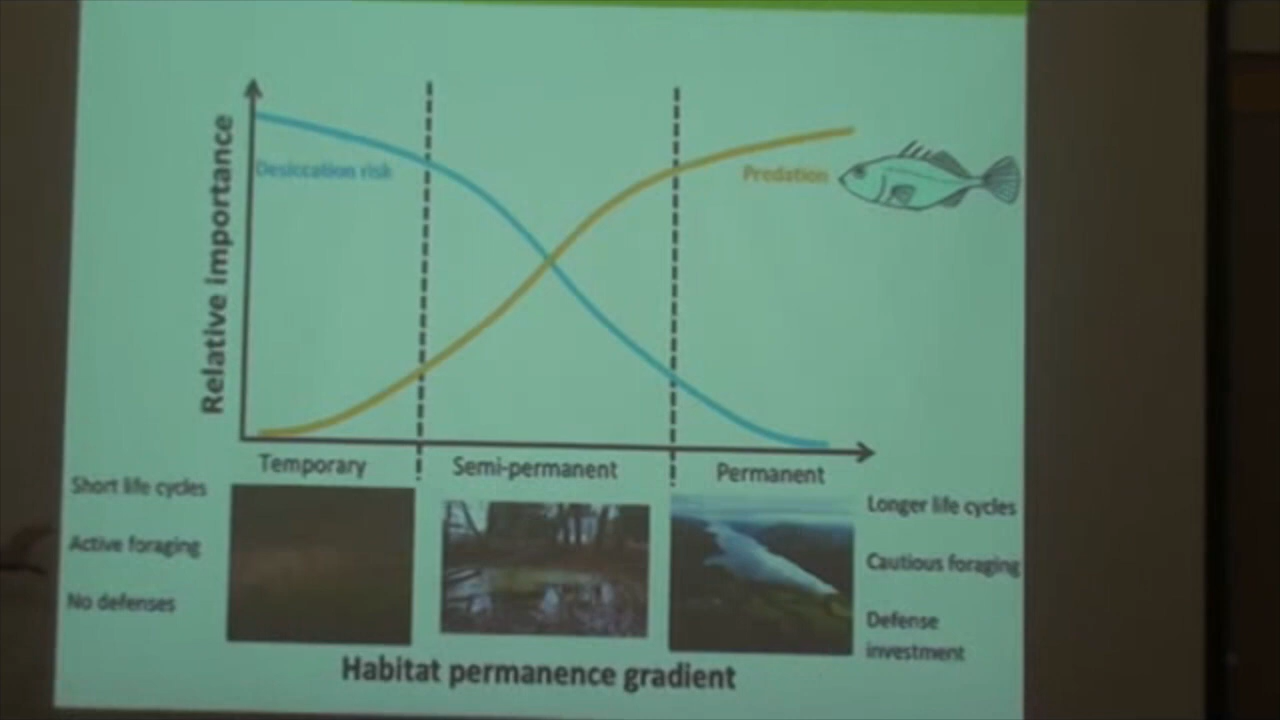 Relative importance
Desiccation risk
Predation
Temporary
Semi-permanent
Permanent
Short life cycles
Active foraging
No defenses
Longer life cycles
Cautious foraging
Defense
investment
Habitat permanence gradient